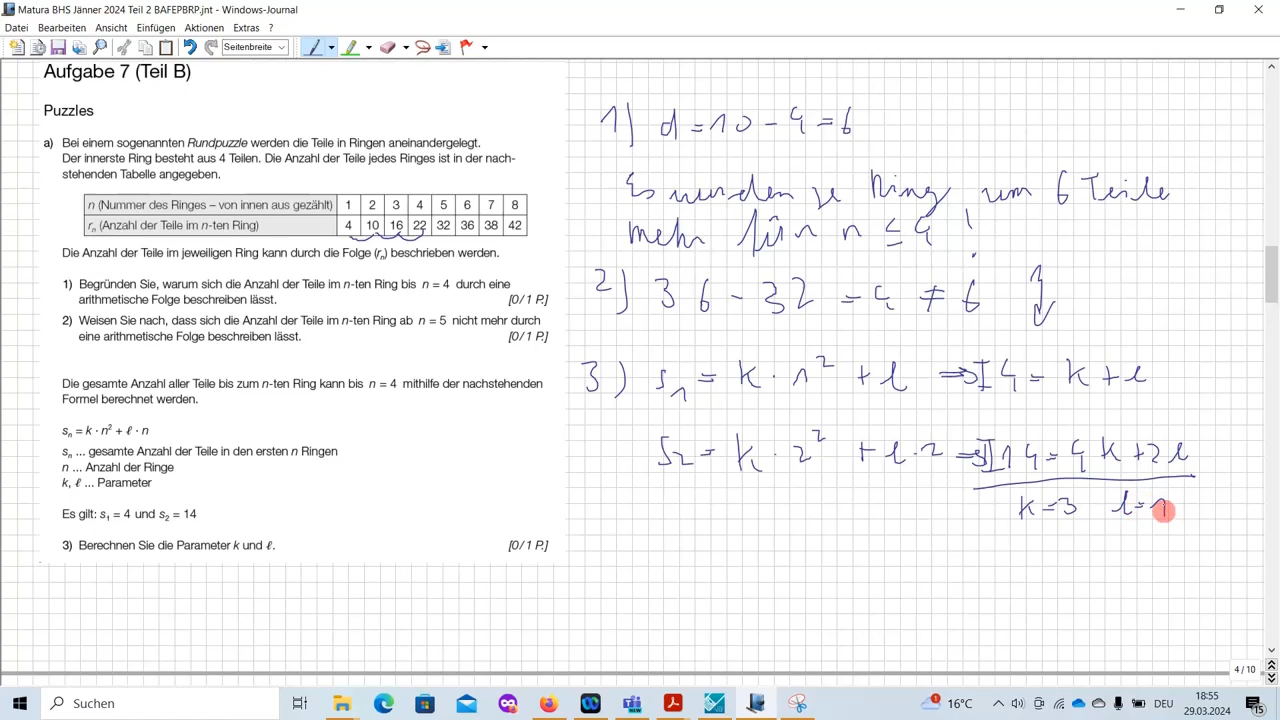 Matura BHS Jänner 2024 Teil 2 BAFEPBRP.jnt - Windows-Journal
Datei Bearbeiten Ansicht Einfügen Aktionen Extras ?
Seitenbreite
Aufgabe 7 (Teil B)
Puzzles
a) Bei einem sogenannten Rundpuzzle werden die Teile in Ringen aneinandergelegt.
Der innerste Ring besteht aus 4 Teilen. Die Anzahl der Teile jedes Ringes ist in der nach-
stehenden Tabelle angegeben.
n (Nummer des Ringes – von innen aus gezählt) 1 2 3 4 5 6 7 8
rₙ (Anzahl der Teile im n-ten Ring) 4 10 16 22 32 36 38 42
Die Anzahl der Teile im jeweiligen Ring kann durch die Folge (rₙ) beschrieben werden.
1) Begründen Sie, warum sich die Anzahl der Teile im n-ten Ring bis n = 4 durch eine
arithmetische Folge beschreiben lässt. [0/1 P.]
2) Weisen Sie nach, dass sich die Anzahl der Teile im n-ten Ring ab n = 5 nicht mehr durch
eine arithmetische Folge beschreiben lässt. [0/1 P.]
Die gesamte Anzahl aller Teile bis zum n-ten Ring kann bis n = 4 mithilfe der nachstehenden
Formel berechnet werden.
sₙ = k · n² + ℓ · n
sₙ ... gesamte Anzahl der Teile in den ersten n Ringen
n ... Anzahl der Ringe
k, ℓ ... Parameter
Es gilt: s₁ = 4 und s₂ = 14
3) Berechnen Sie die Parameter k und ℓ. [0/1 P.]
1) d = 10 - 4 = 6
Es wurden je Ring um 6 Teile
mehr für n ≤ 4 !
2) 36 - 32 = 4 ≠ 6
3) s₁ = k · 1² + l ⇒ I 4 = k + l
s₂ = k · 2² + l · 2 ⇒ II 14 = 4k + 2l
k = 3 l = 1
4 / 10
Suchen
16°C
DEU
18:55
29.03.2024
15